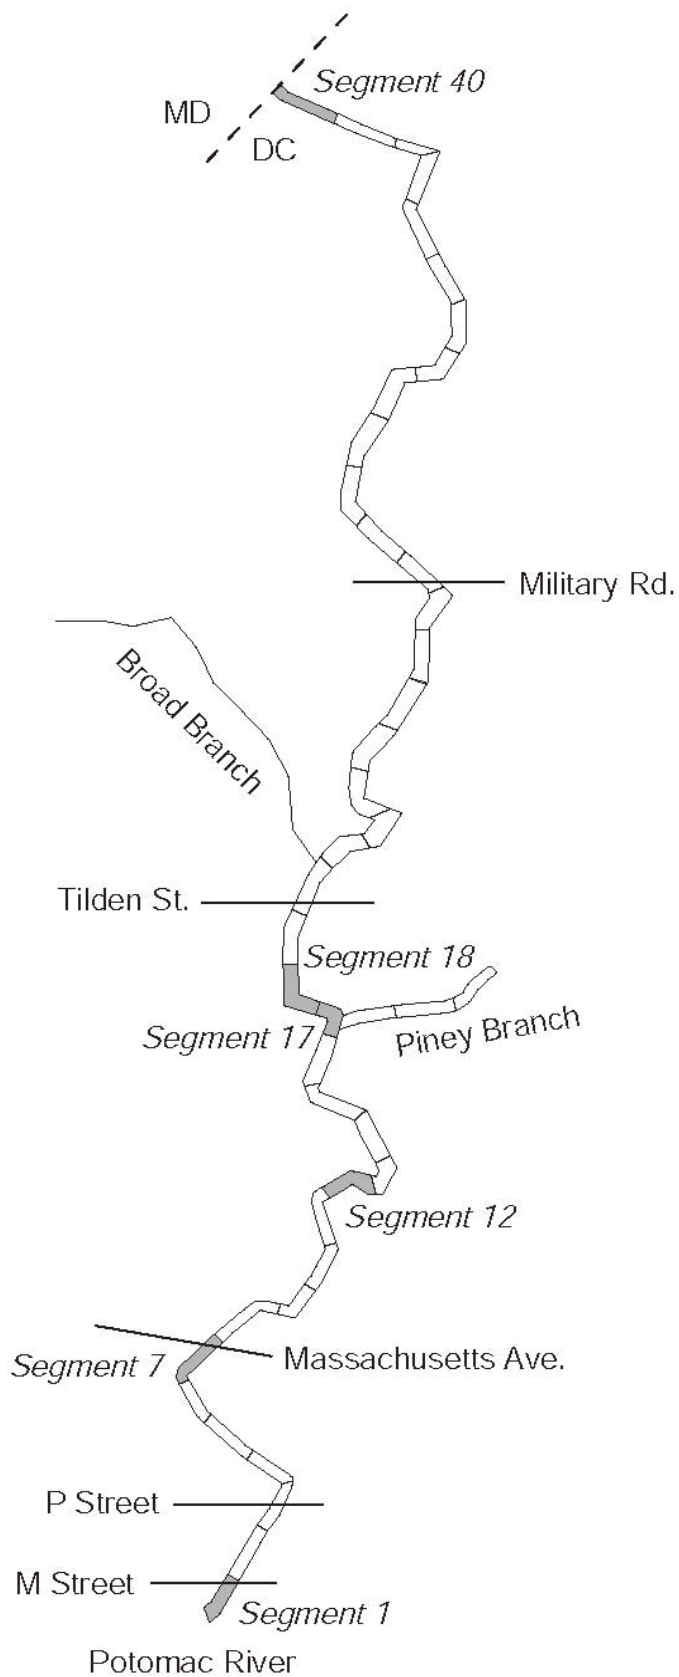 Segment 40
MD
DC
Military Rd.
Broad Branch
Tilden St.
Segment 18
Segment 17
Piney Branch
Segment 12
Segment 7
Massachusetts Ave.
P Street
M Street
Segment 1
Potomac River